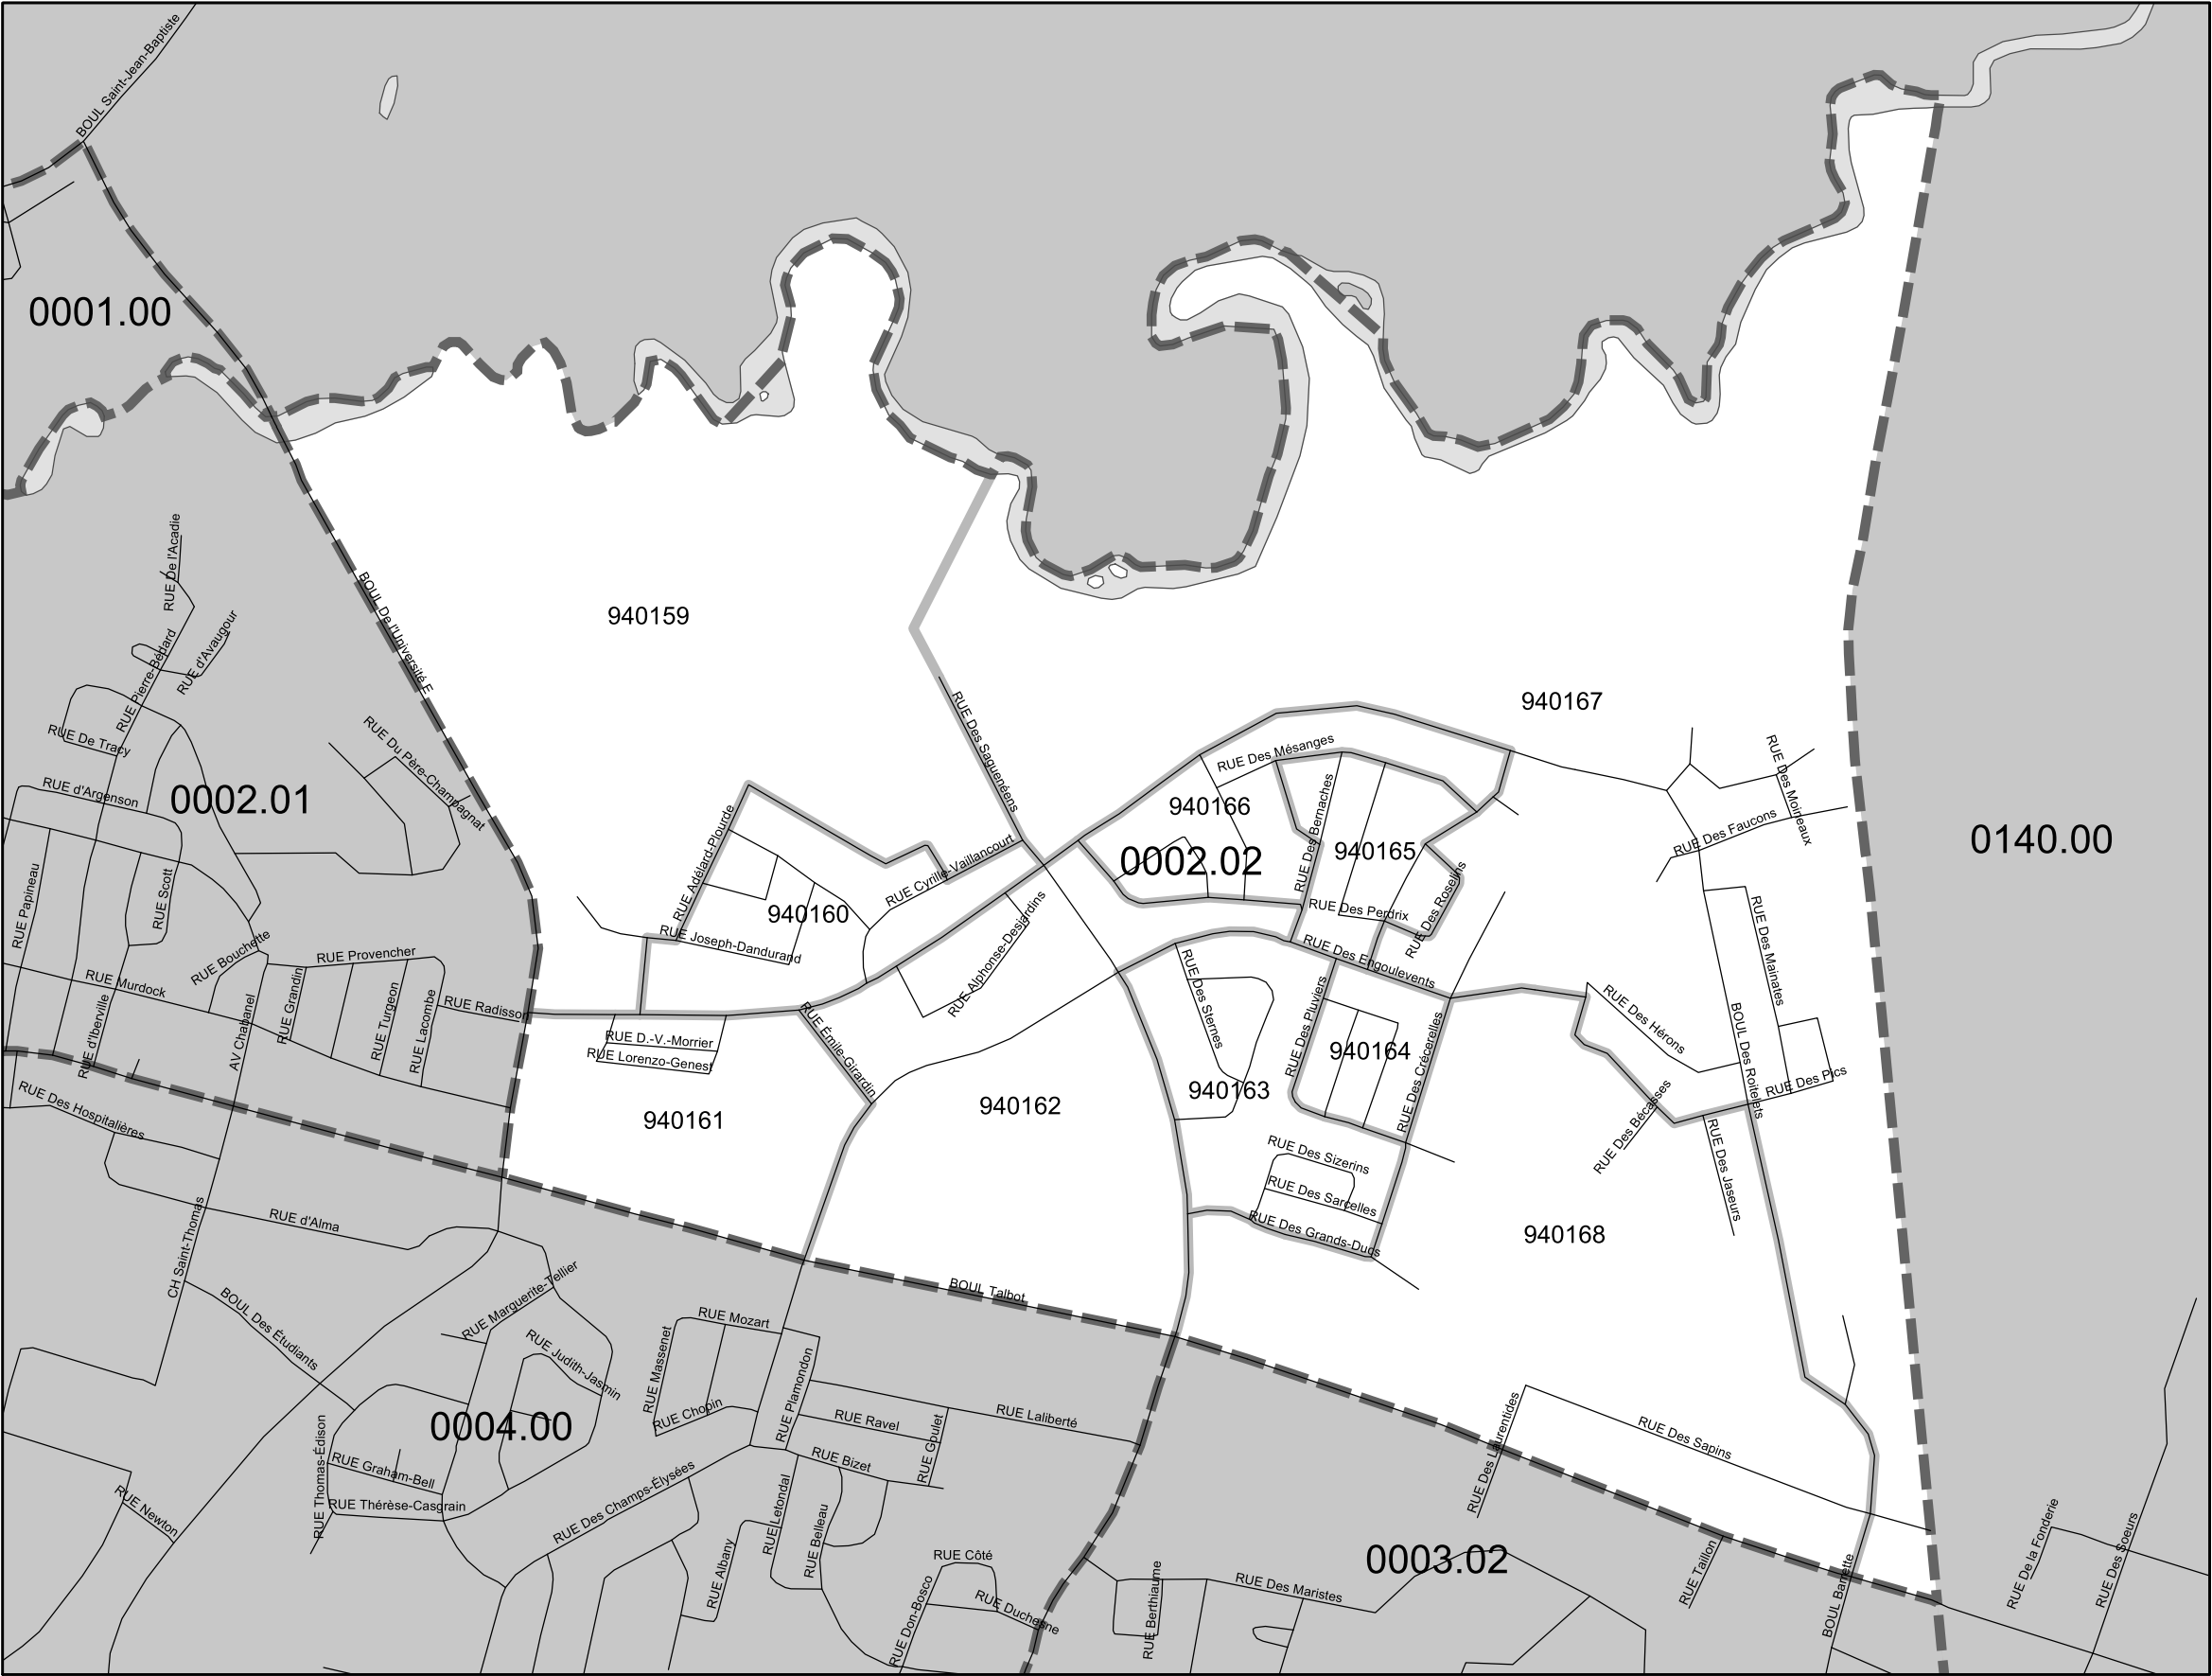 BOUL Saint-Jean-Baptiste
0001.00
RUE De l'Acadie
BOUL De l'Université E
940159
RUE d'Avaugour
RUE Pierre-Bédard
RUE De Tracy
RUE Du Père-Champagnat
RUE Des Saguenéens
940167
RUE Des Mésanges
RUE Des Moineaux
RUE d'Argenson
0002.01
940166
RUE Des Bernaches
RUE Des Faucons
0140.00
RUE Adélard-Plourde
RUE Cyrille-Vaillancourt
0002.02
940165
RUE Papineau
RUE Scott
940160
RUE Alphonse-Desjardins
RUE Des Perdrix
RUE Des Roselins
RUE Des Mainates
RUE Joseph-Dandurand
RUE Bouchette
RUE Provencher
RUE Des Engoulevents
RUE Murdock
RUE Grandin
RUE Turgeon
RUE Lacombe
RUE Radisson
RUE Des Sternes
RUE Des Pluviers
RUE Des Hérons
BOUL Des Roitelets
RUE d'Iberville
AV Chabanel
RUE D.-V.-Morrier
RUE Lorenzo-Genest
RUE Émile-Girardin
940164
RUE Des Crécerelles
RUE Des Pics
RUE Des Hospitalières
940161
940162
940163
RUE Des Bécasses
RUE Des Jaseurs
RUE Des Sizerins
RUE Des Sarcelles
RUE Des Grands-Ducs
940168
CH Saint-Thomas
RUE d'Alma
BOUL Talbot
BOUL Des Étudiants
RUE Marguerite-Tellier
RUE Judith-Jasmin
RUE Mozart
RUE Massenet
RUE Plamondon
RUE Chopin
RUE Laliberté
RUE Ravel
RUE Goulet
RUE Des Laurentides
RUE Des Sapins
0004.00
RUE Thomas-Édison
RUE Graham-Bell
RUE Thérèse-Casgrain
RUE Newton
RUE Bizet
RUE Des Champs-Élysées
RUE Letondal
RUE Belleau
RUE Albany
RUE Côté
RUE Don-Bosco
RUE Duchesne
RUE Berthiaume
RUE Des Maristes
0003.02
RUE Taillon
BOUL Barrette
RUE De la Fonderie
RUE Des Soeurs